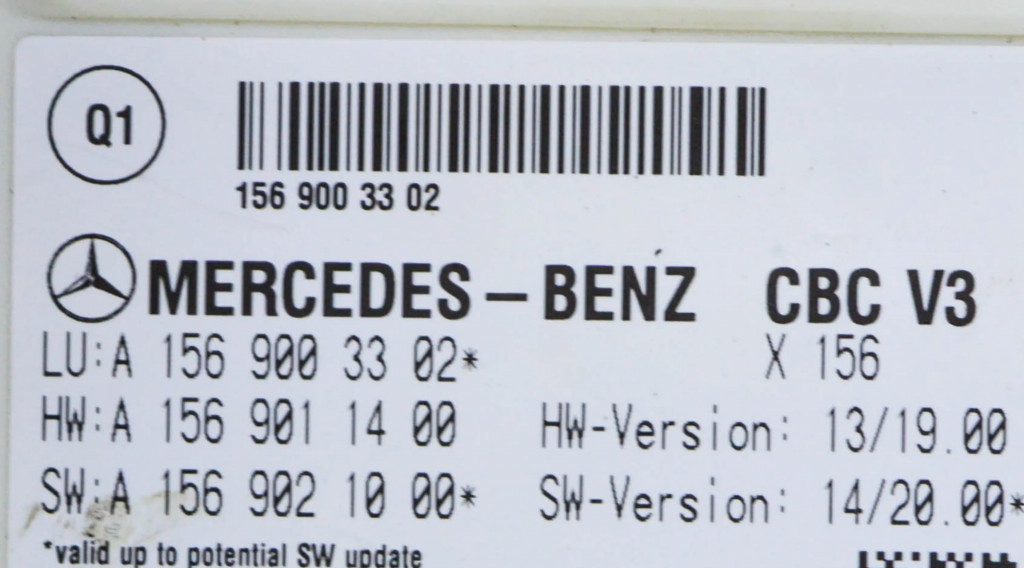 Q1
156 900 33 02
MERCEDES-BENZ CBC V3
LU:A 156 900 33 02* X 156
HW:A 156 901 14 00 HW-Version: 13/19.00
SW:A 156 902 10 00* SW-Version: 14/20.00*
*valid up to potential SW update